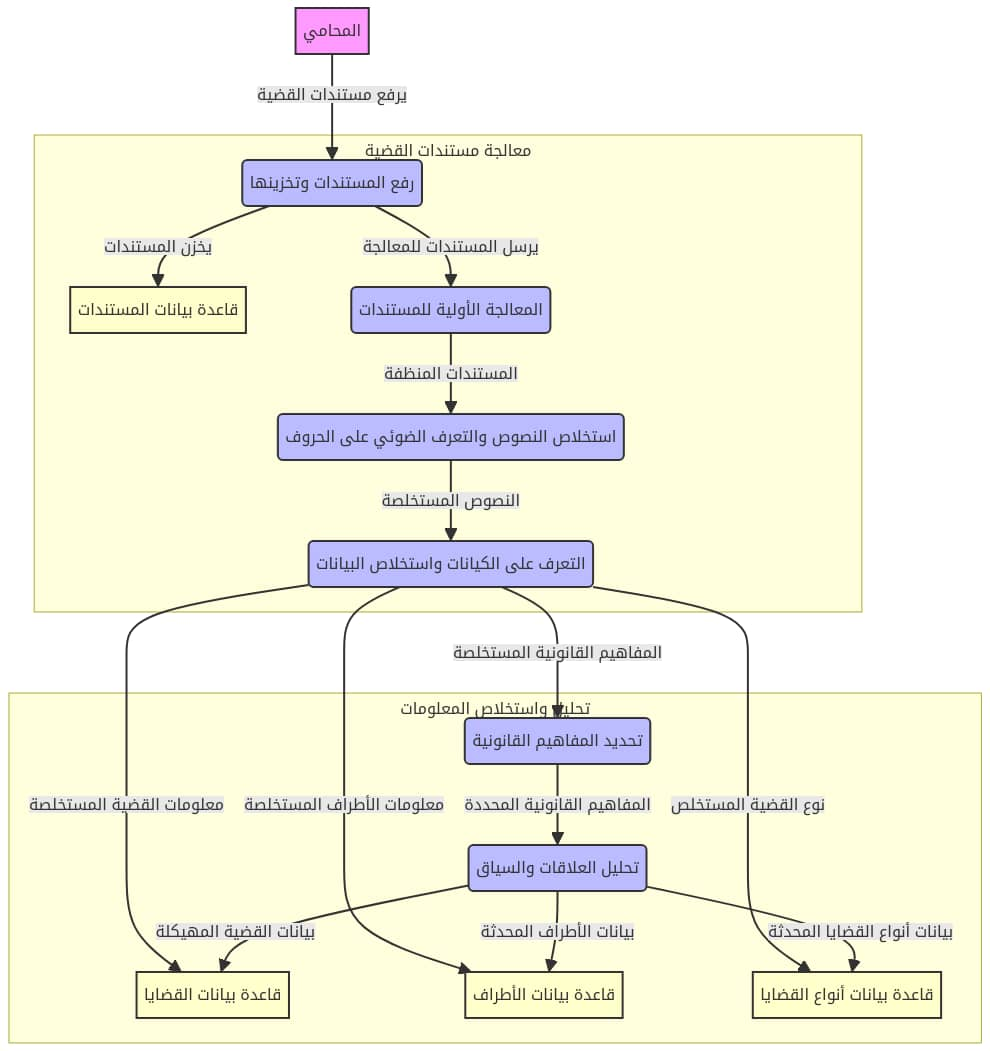 المحامي
يرفع مستندات القضية
معالجة مستندات القضية
رفع المستندات وتخزينها
يرسل المستندات للمعالجة
يخزن المستندات
المعالجة الأولية للمستندات
قاعدة بيانات المستندات
المستندات المنظفة
استخلاص النصوص والتعرف الضوئي على الحروف
النصوص المستخلصة
التعرف على الكيانات واستخلاص البيانات
المفاهيم القانونية المستخلصة
تحليل واستخلاص المعلومات
تحديد المفاهيم القانونية
نوع القضية المستخلص
المفاهيم القانونية المحددة
معلومات الأطراف المستخلصة
معلومات القضية المستخلصة
تحليل العلاقات والسياق
بيانات أنواع القضايا المحدثة
بيانات الأطراف المحدثة
بيانات القضية المهيكلة
قاعدة بيانات أنواع القضايا
قاعدة بيانات الأطراف
قاعدة بيانات القضايا